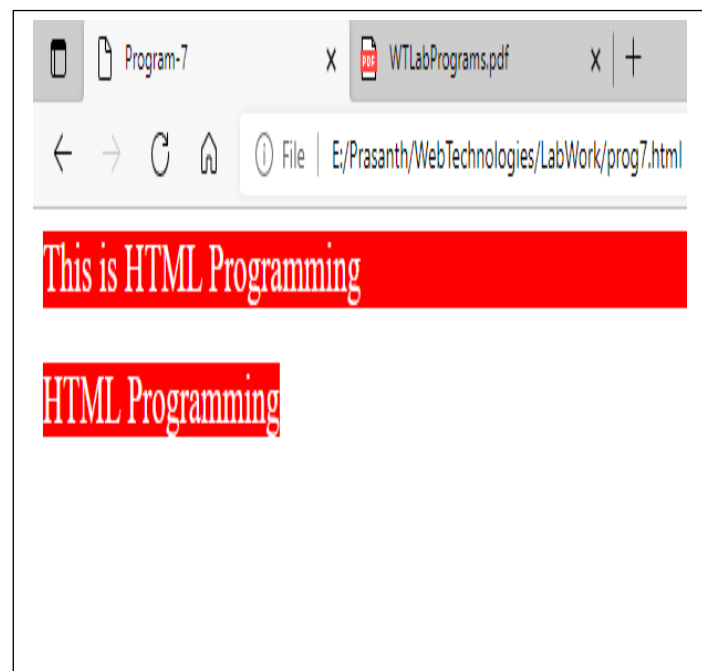 Program-7 WTLabPrograms.pdf
File E:/Prasanth/WebTechnologies/LabWork/prog7.html
This is HTML Programming
HTML Programming